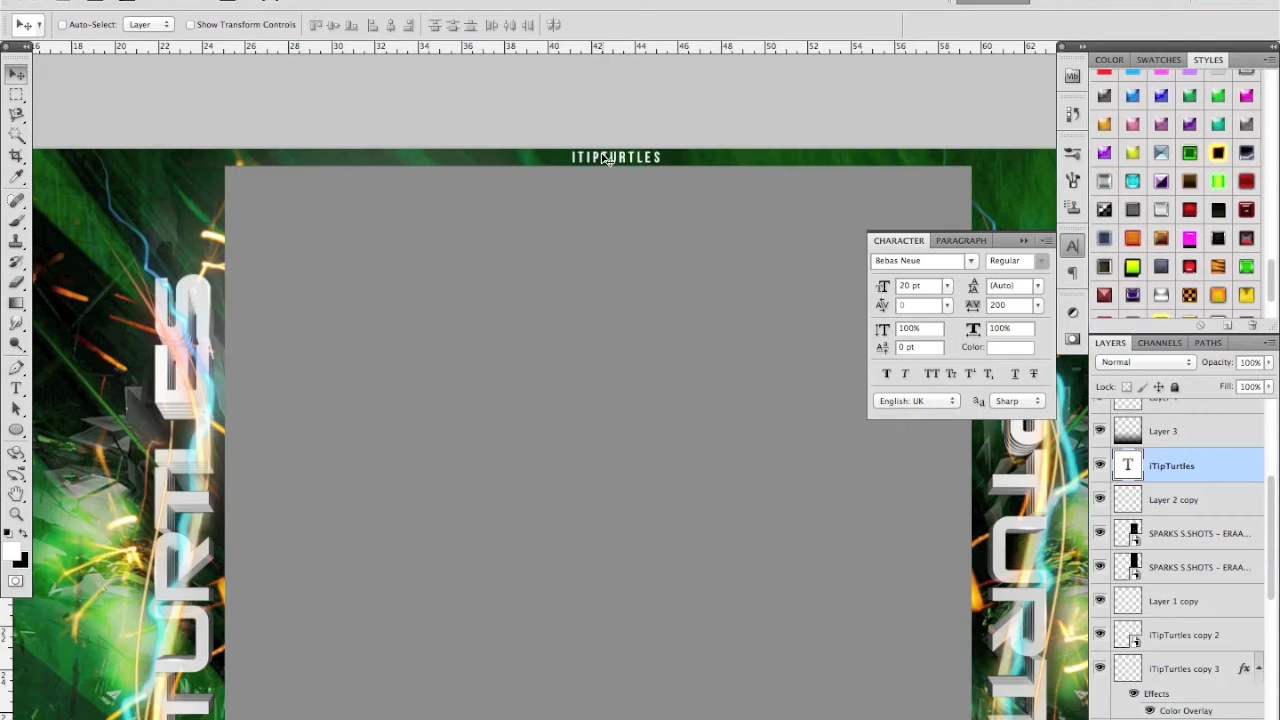 Auto-Select: Layer Show Transform Controls
16 20 22 24 26 28 30 32 34 36 38 40 42 44 46 48 50 52 54 56 58 60 62
COLOR SWATCHES STYLES
Mb
ITIPTURTLES
CHARACTER PARAGRAPH
Bebas Neue Regular
20 pt (Auto)
0 200
100% 100%
0 pt Color:
English: UK Sharp
LAYERS CHANNELS PATHS
Normal Opacity: 100%
Lock: Fill: 100%
Layer 3
iTipTurtles
Layer 2 copy
SPARKS S.SHOTS - ERAA...
SPARKS S.SHOTS - ERAA...
Layer 1 copy
iTipTurtles copy 2
iTipTurtles copy 3 fx
Effects
Color Overlay